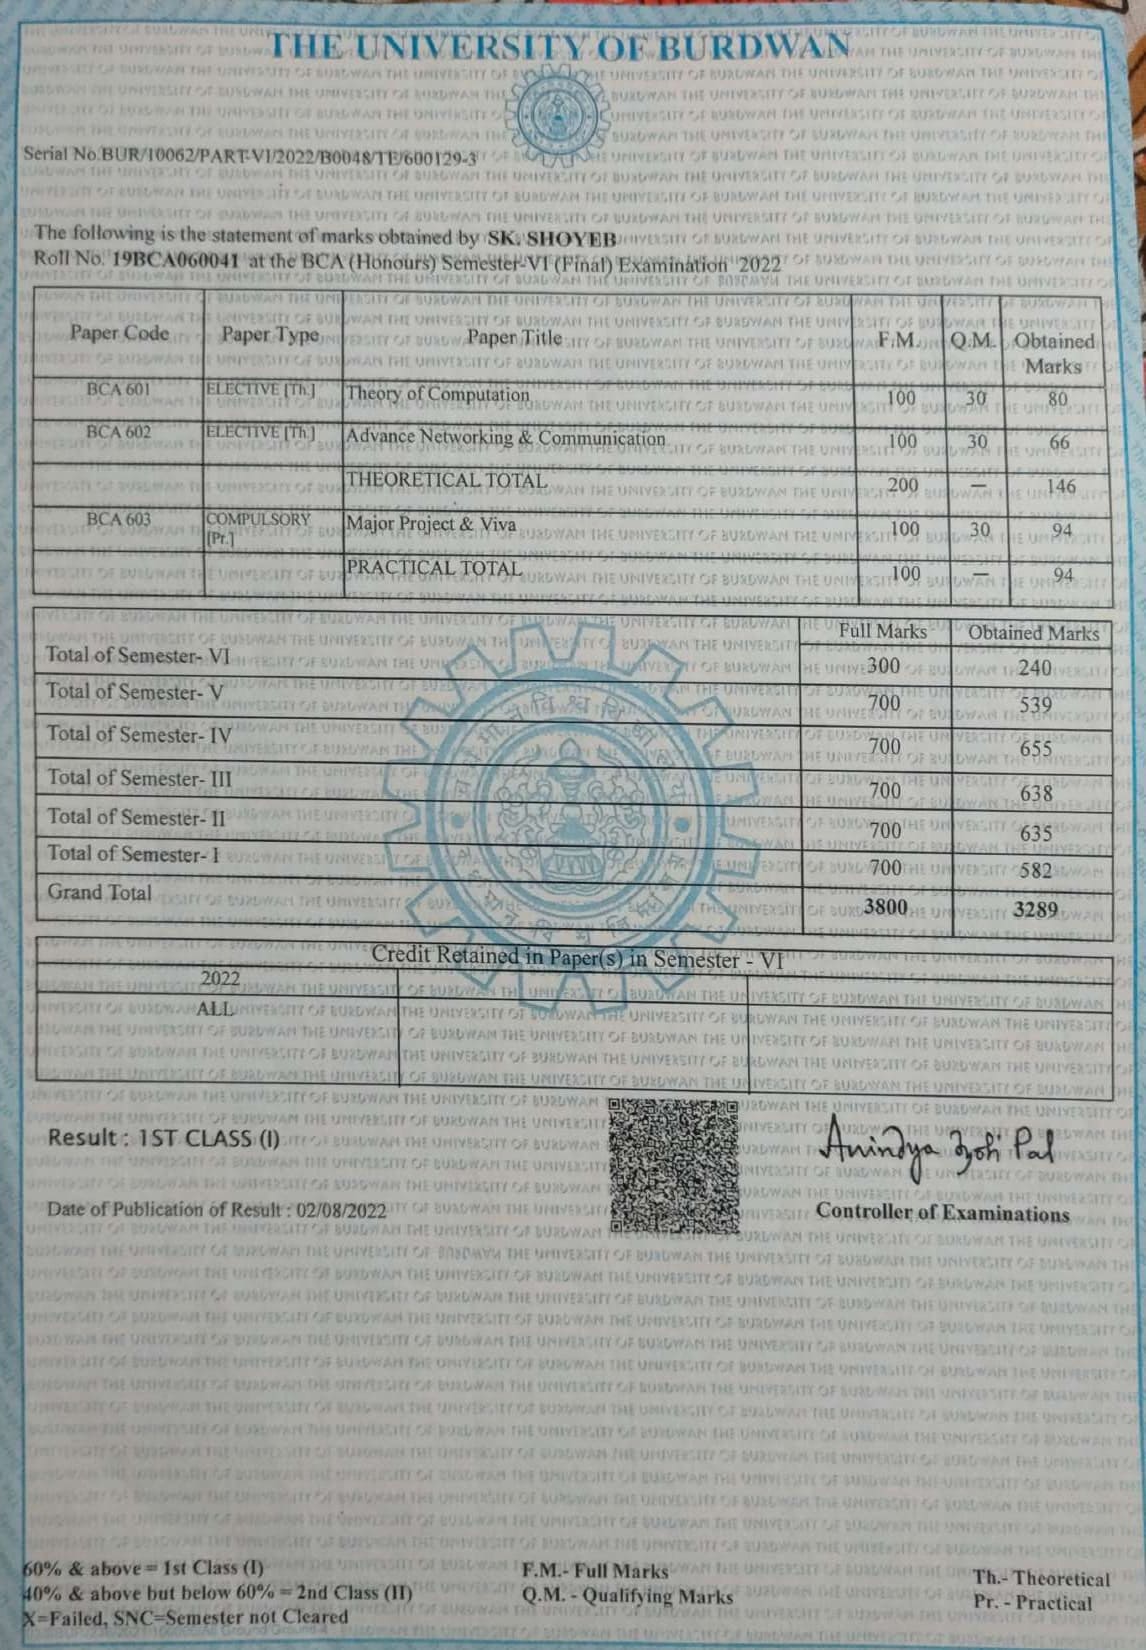 THE UNIVERSITY OF BURDWAN
Serial No.BUR/10062/PART-VI/2022/B0048/TE/600129-3
The following is the statement of marks obtained by SK. SHOYEB
Roll No. 19BCA060041 at the BCA (Honours) Semester-VI (Final) Examination 2022
Paper Code Paper Type Paper Title F.M. Q.M. Obtained Marks
BCA 601 ELECTIVE [Th.] Theory of Computation 100 30 80
BCA 602 ELECTIVE [Th.] Advance Networking & Communication 100 30 66
THEORETICAL TOTAL 200 — 146
BCA 603 COMPULSORY [Pr.] Major Project & Viva 100 30 94
PRACTICAL TOTAL 100 — 94
Full Marks Obtained Marks
Total of Semester- VI 300 240
Total of Semester- V 700 539
Total of Semester- IV 700 655
Total of Semester- III 700 638
Total of Semester- II 700 635
Total of Semester- I 700 582
Grand Total 3800 3289
Credit Retained in Paper(s) in Semester - VI
2022
ALL
Result : 1ST CLASS (I)
Anindya Jyoti Pal
Date of Publication of Result : 02/08/2022
Controller of Examinations
60% & above = 1st Class (I) F.M.- Full Marks Th.- Theoretical
40% & above but below 60% = 2nd Class (II) Q.M. - Qualifying Marks Pr. - Practical
X=Failed, SNC=Semester not Cleared